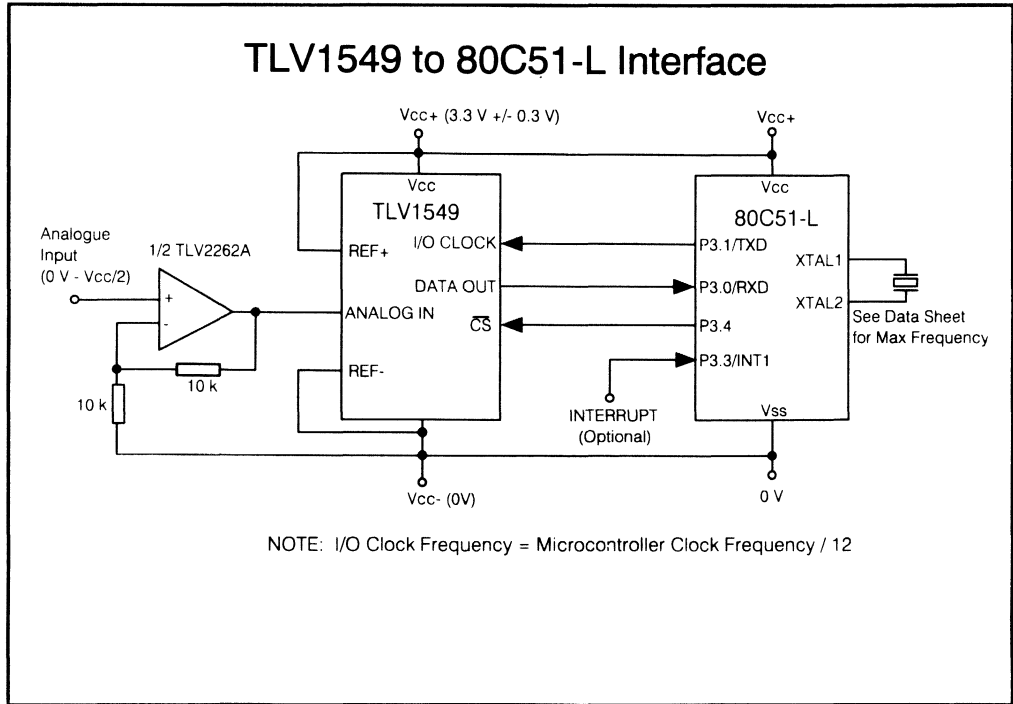 TLV1549 to 80C51-L Interface
Vcc+ (3.3 V +/- 0.3 V)
Vcc+
Vcc
TLV1549
Vcc
80C51-L
Analogue
Input
(0 V - Vcc/2)
1/2 TLV2262A
+
-
10 k
10 k
REF+
I/O CLOCK
DATA OUT
ANALOG IN
CS
REF-
P3.1/TXD
P3.0/RXD
P3.4
P3.3/INT1
XTAL1
XTAL2
See Data Sheet
for Max Frequency
INTERRUPT
(Optional)
Vss
Vcc- (0V)
0 V
NOTE: I/O Clock Frequency = Microcontroller Clock Frequency / 12